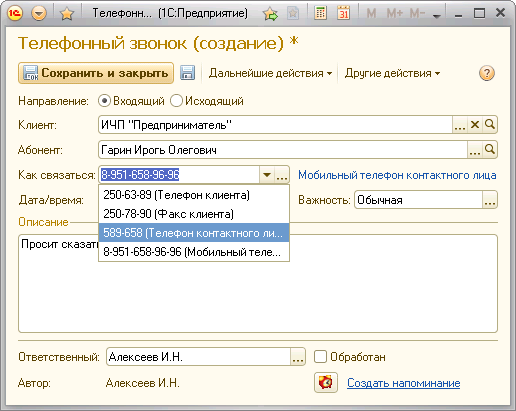 Телефонн... (1С:Предприятие) M M+ M-
Телефонный звонок (создание) *
Сохранить и закрыть Дальнейшие действия Другие действия
Направление: Входящий Исходящий
Клиент: ИЧП "Предприниматель"
Абонент: Гарин Ирогь Олегович
Как связаться: 8-951-658-96-96 ... Мобильный телефон контактного лица
250-63-89 (Телефон клиента)
Дата/время: Важность: Обычная ...
250-78-90 (Факс клиента)
Описание
589-658 (Телефон контактного ли...
Просит сказать
8-951-658-96-96 (Мобильный теле...
Ответственный: Алексеев И.Н. ... Обработан
Автор: Алексеев И.Н. Создать напоминание